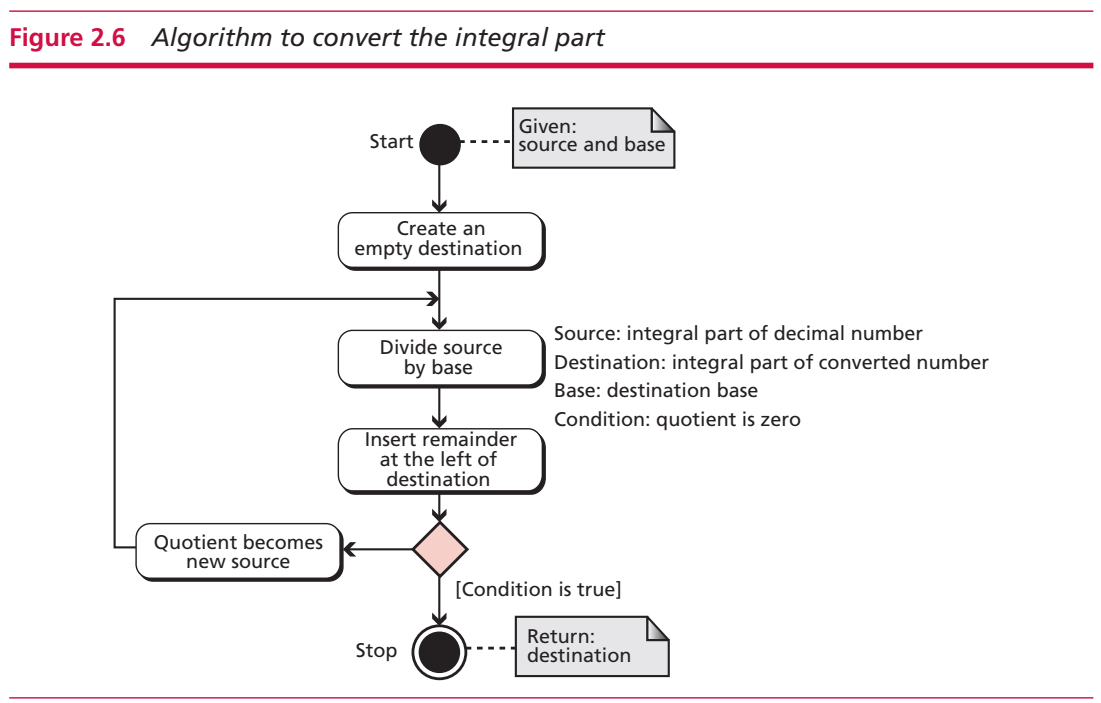 Figure 2.6 Algorithm to convert the integral part
Start
Given:
source and base
Create an
empty destination
Divide source
by base
Source: integral part of decimal number
Destination: integral part of converted number
Base: destination base
Condition: quotient is zero
Insert remainder
at the left of
destination
Quotient becomes
new source
[Condition is true]
Stop
Return:
destination